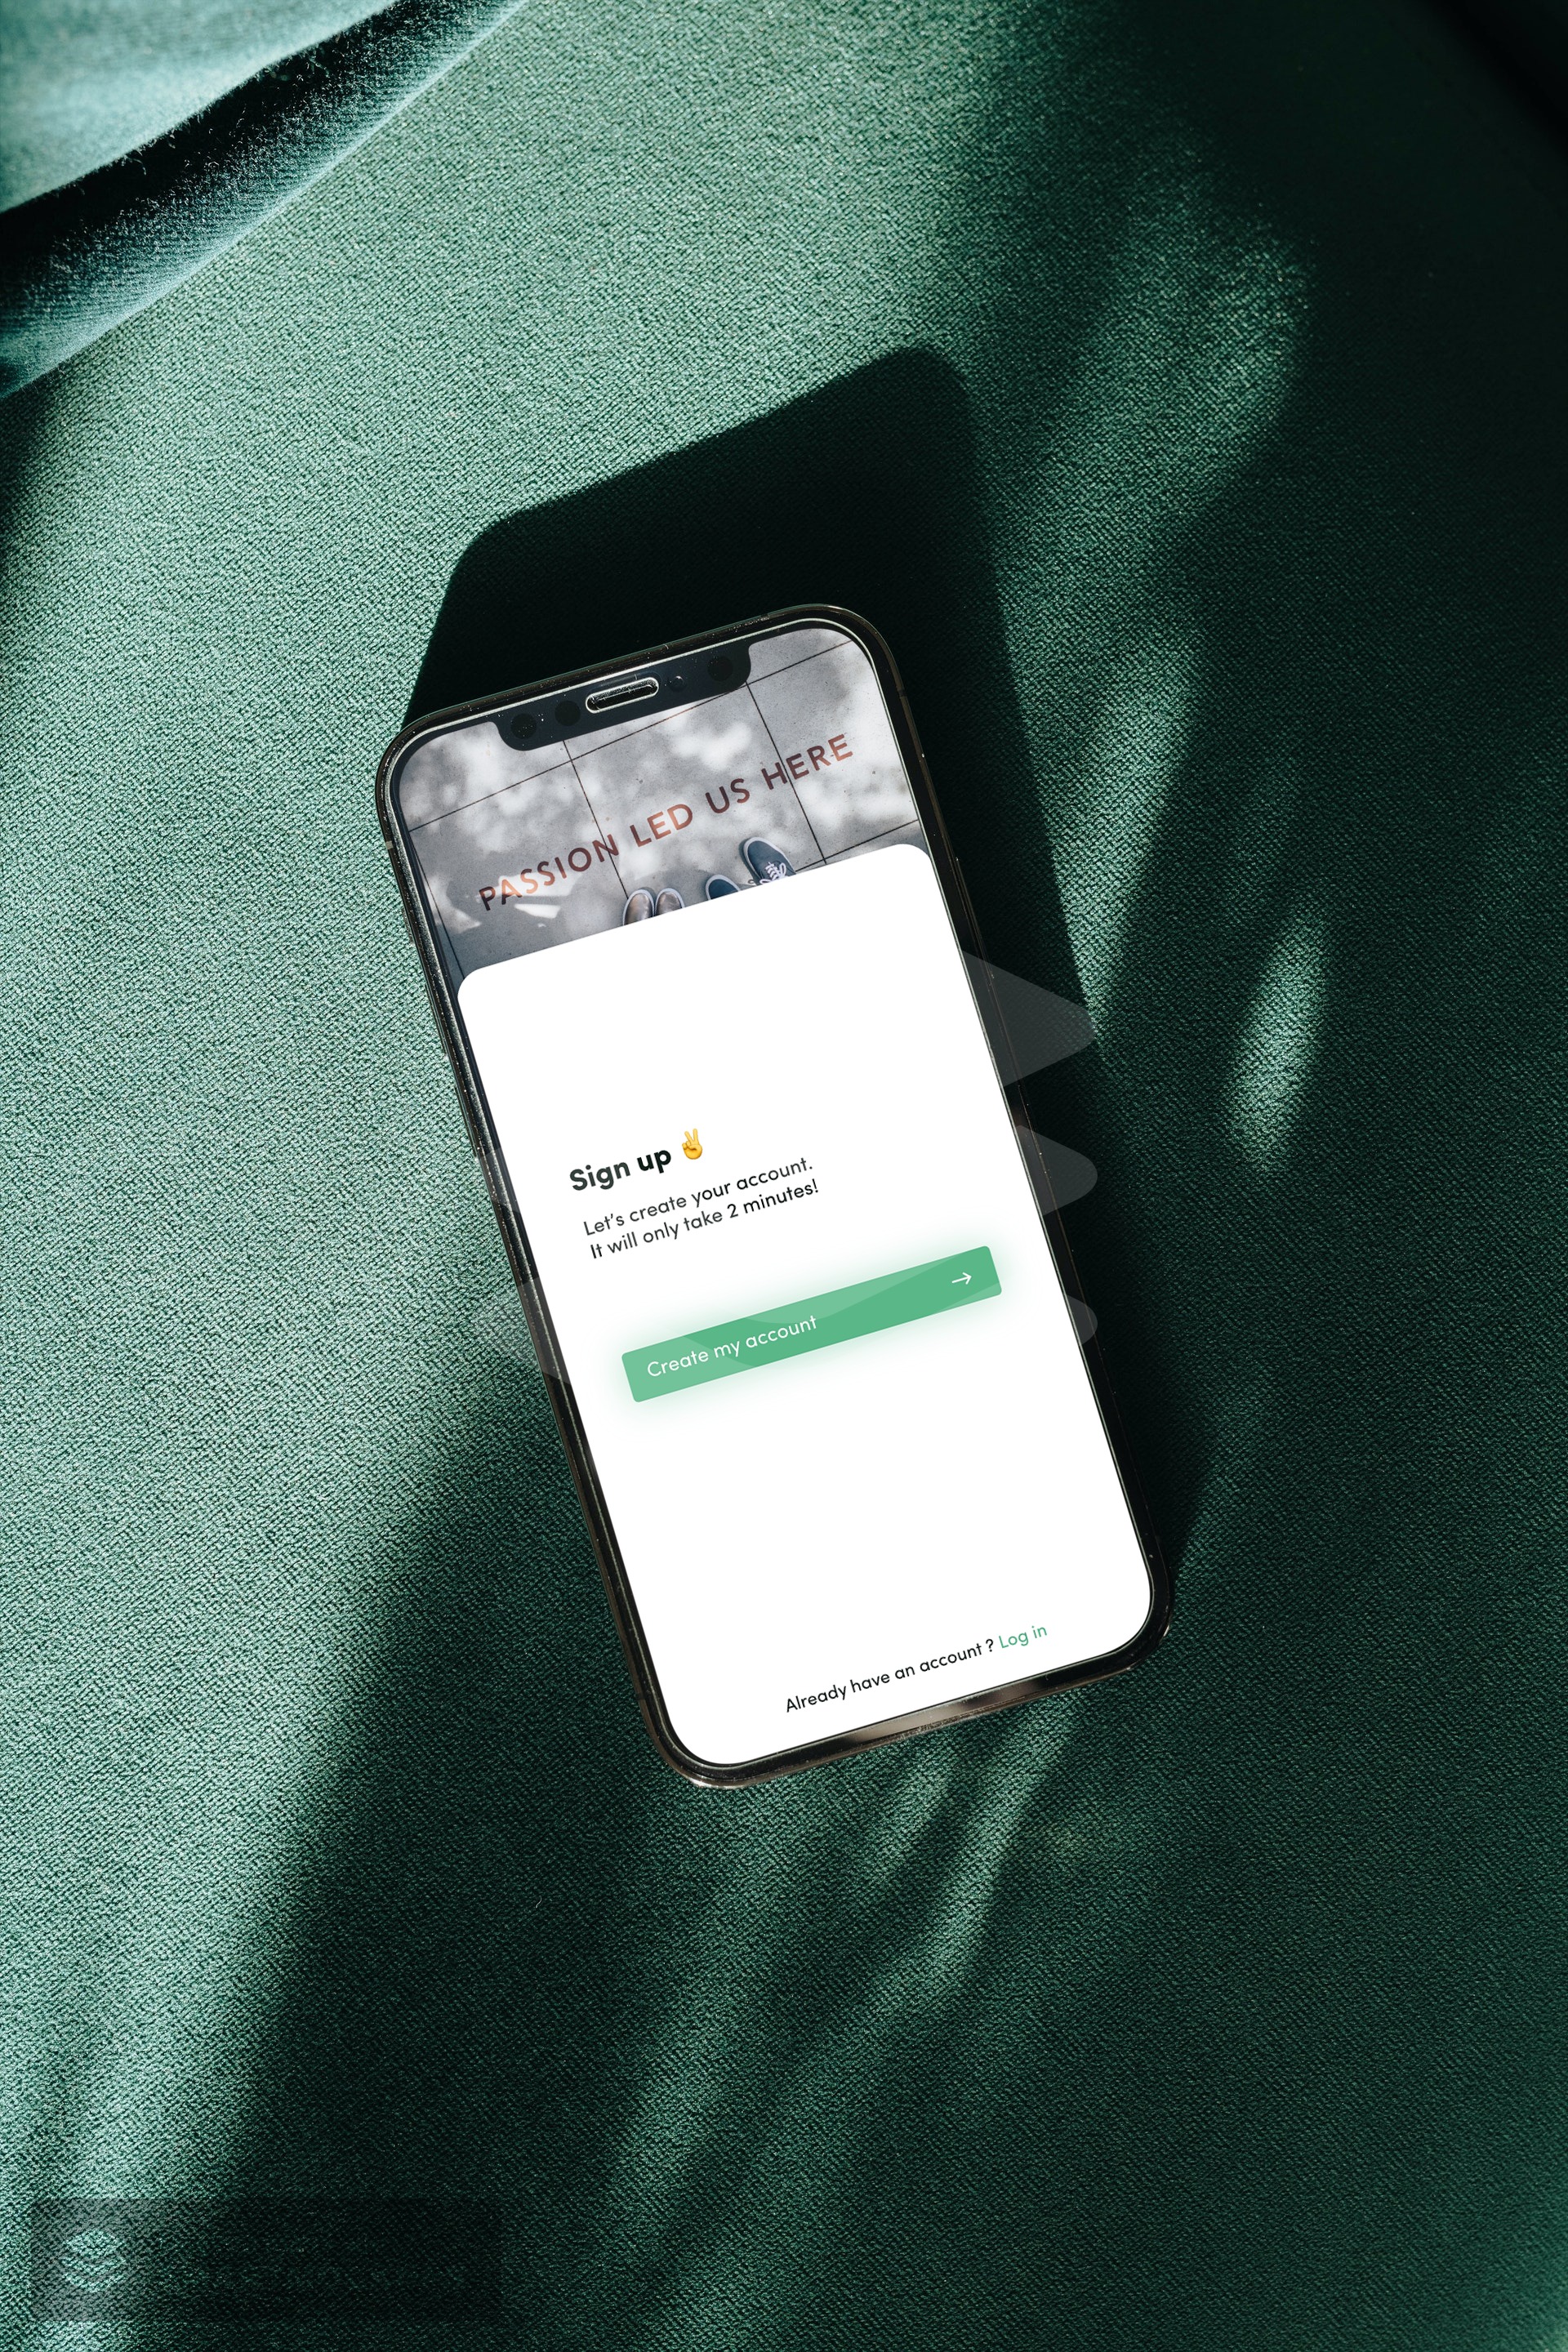 PASSION LED US HERE
Sign up ✌️
Let's create your account.
It will only take 2 minutes!
Create my account →
Already have an account ? Log in